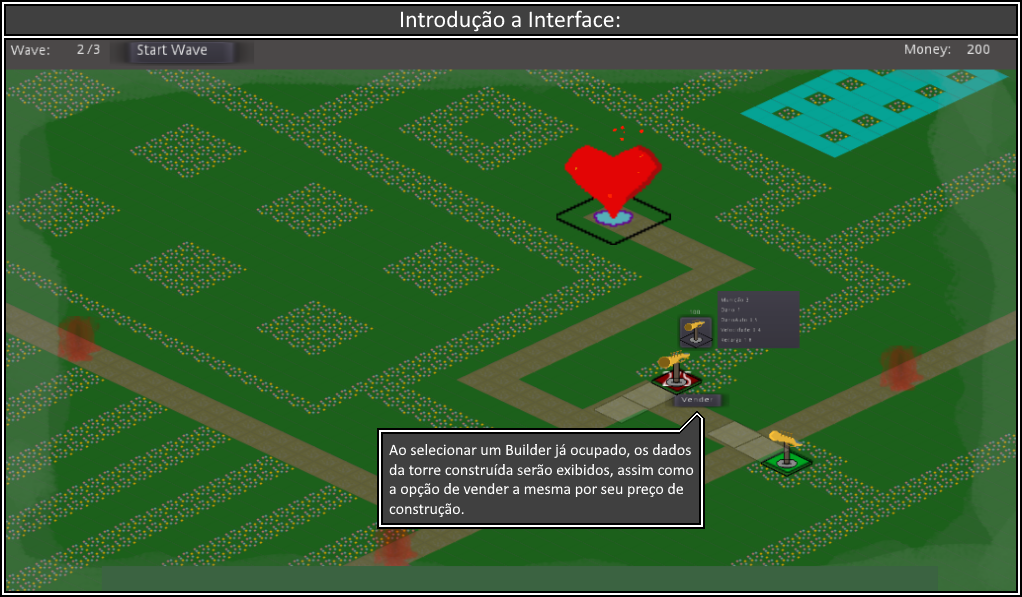 Introdução a Interface:
Wave: 2/3 Start Wave Money: 200
Vender
Ao selecionar um Builder já ocupado, os dados
da torre construída serão exibidos, assim como
a opção de vender a mesma por seu preço de
construção.